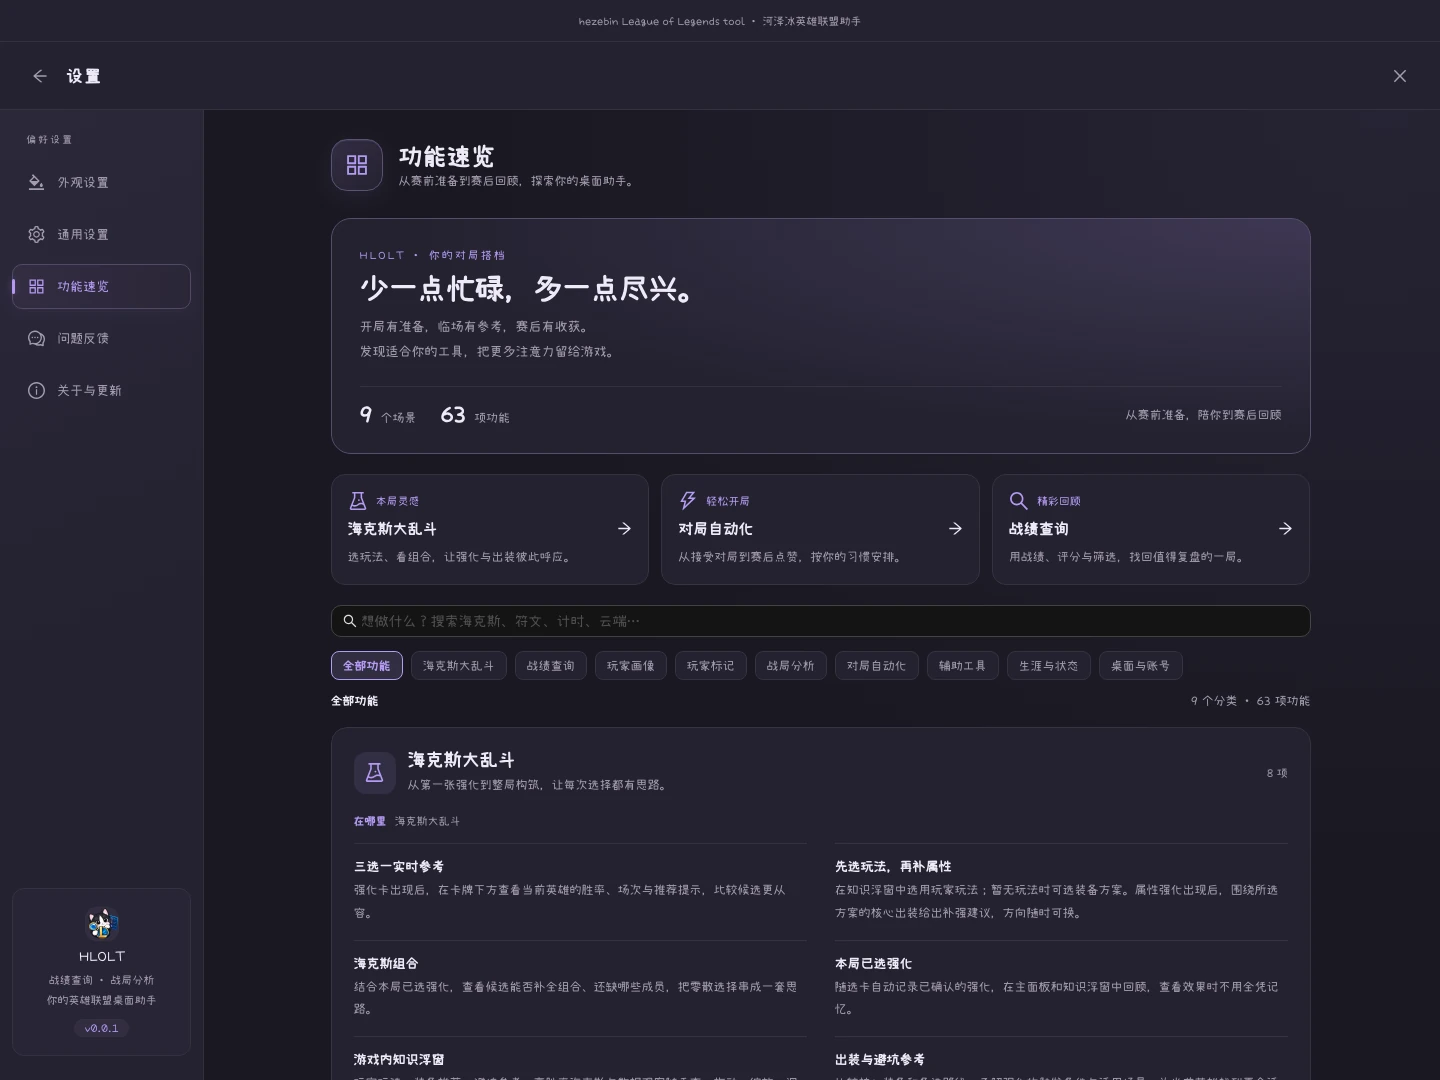 hezebin League of Legends tool · 河泽冰英雄联盟助手
设置
偏好设置
外观设置
通用设置
功能速览
问题反馈
关于与更新
HLOLT
战绩查询 · 战局分析
你的英雄联盟桌面助手
v0.0.1
功能速览
从赛前准备到赛后回顾，探索你的桌面助手。
HLOLT · 你的对局搭档
少一点忙碌，多一点尽兴。
开局有准备，临场有参考，赛后有收获。
发现适合你的工具，把更多注意力留给游戏。
9 个场景 63 项功能
从赛前准备，陪你到赛后回顾
本局灵感
海克斯大乱斗
选玩法、看组合，让强化与出装彼此呼应。
轻松开局
对局自动化
从接受对局到赛后点赞，按你的习惯安排。
精彩回顾
战绩查询
用战绩、评分与筛选，找回值得复盘的一局。
想做什么？搜索海克斯、符文、计时、云端…
全部功能 海克斯大乱斗 战绩查询 玩家画像 玩家标记 战局分析 对局自动化 辅助工具 生涯与状态 桌面与账号
全部功能
9 个分类 · 63 项功能
海克斯大乱斗
从第一张强化到整局构筑，让每次选择都有思路。
8 项
在哪里 海克斯大乱斗
三选一实时参考
强化卡出现后，在卡牌下方查看当前英雄的胜率、场次与推荐提示，比较候选更从
容。
先选玩法，再补属性
在知识浮窗中选用玩家玩法；暂无玩法时可选装备方案。属性强化出现后，围绕所选
方案的核心出装给出补强建议，方向随时可换。
海克斯组合
结合本局已选强化，查看候选能否补全组合、还缺哪些成员，把零散选择串成一套思
路。
本局已选强化
随选卡自动记录已确认的强化，在主面板和知识浮窗中回顾，查看效果时不用全凭记
忆。
游戏内知识浮窗
出装与避坑参考